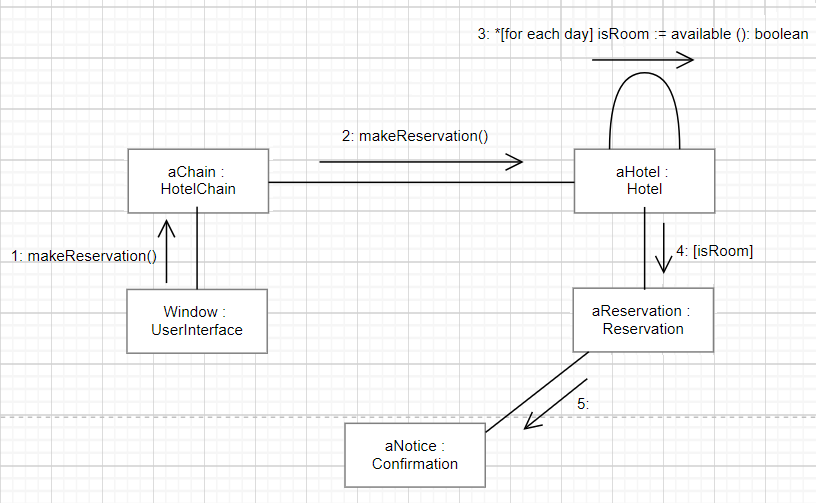 3: *[for each day] isRoom := available (): boolean
2: makeReservation()
aChain :
HotelChain
aHotel :
Hotel
1: makeReservation()
4: [isRoom]
Window :
UserInterface
aReservation :
Reservation
5:
aNotice :
Confirmation